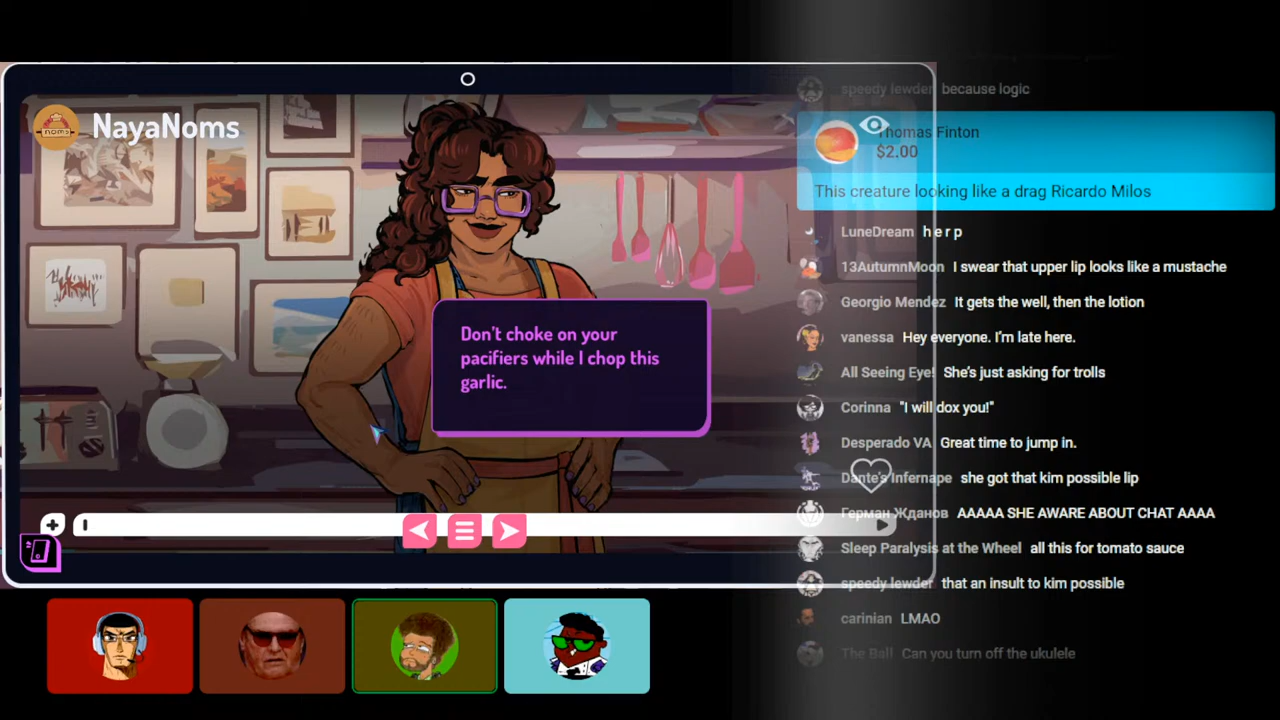 NOMS
NayaNoms
Don't choke on your
pacifiers while I chop this
garlic.
speedy lewder because logic
Thomas Finton
$2.00
This creature looking like a drag Ricardo Milos
LuneDream h e r p
13AutumnMoon I swear that upper lip looks like a mustache
Georgio Mendez It gets the well, then the lotion
vanessa Hey everyone. I'm late here.
All Seeing Eye! She's just asking for trolls
Corinna "I will dox you!"
Desperado VA Great time to jump in.
Dante's Infernape she got that kim possible lip
Герман Жданов AAAAA SHE AWARE ABOUT CHAT AAAA
Sleep Paralysis at the Wheel all this for tomato sauce
speedy lewder that an insult to kim possible
carinian LMAO
The Ball Can you turn off the ukulele